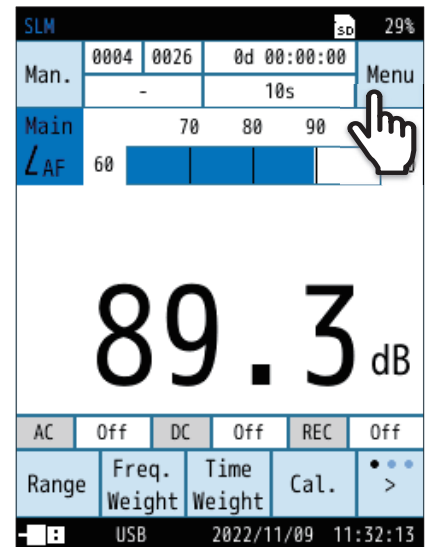 SLM SD 29%
Man. 0004 0026 0d 00:00:00 Menu
- 10s
Main 70 80 90
LAF 60 0
89.3 dB
AC Off DC Off REC Off
Range Freq. Weight Time Weight Cal. >
USB 2022/11/09 11:32:13